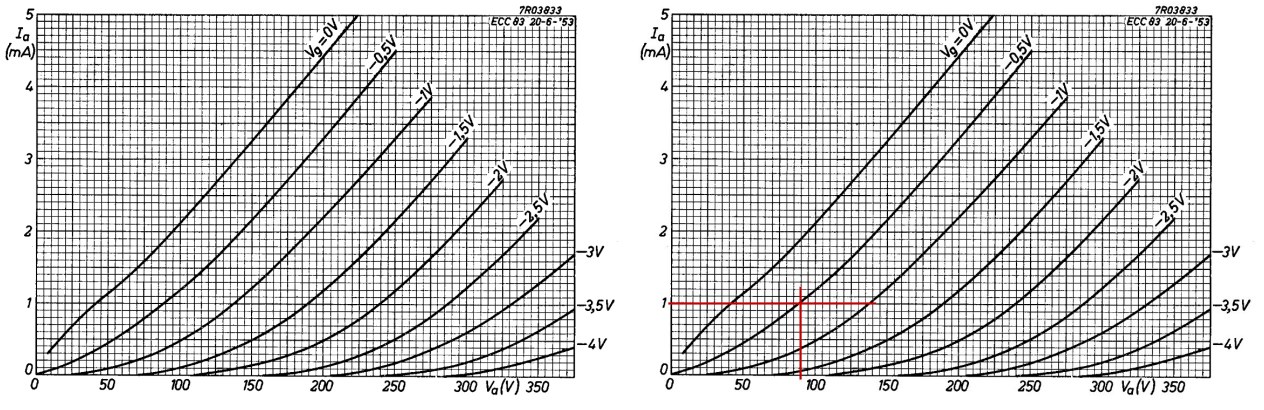 7R03833
ECC 83 20-6-'53
5
Ia
(mA)
4
3
2
1
0
Vg=0V
-0,5V
-1V
-1,5V
-2V
-2,5V
-3V
-3,5V
-4V
0 50 100 150 200 250 300 Va(V) 350
7R03833
ECC 83 20-6-'53
5
Ia
(mA)
4
3
2
1
0
Vg=0V
-0,5V
-1V
-1,5V
-2V
-2,5V
-3V
-3,5V
-4V
0 50 100 150 200 250 300 Va(V) 350